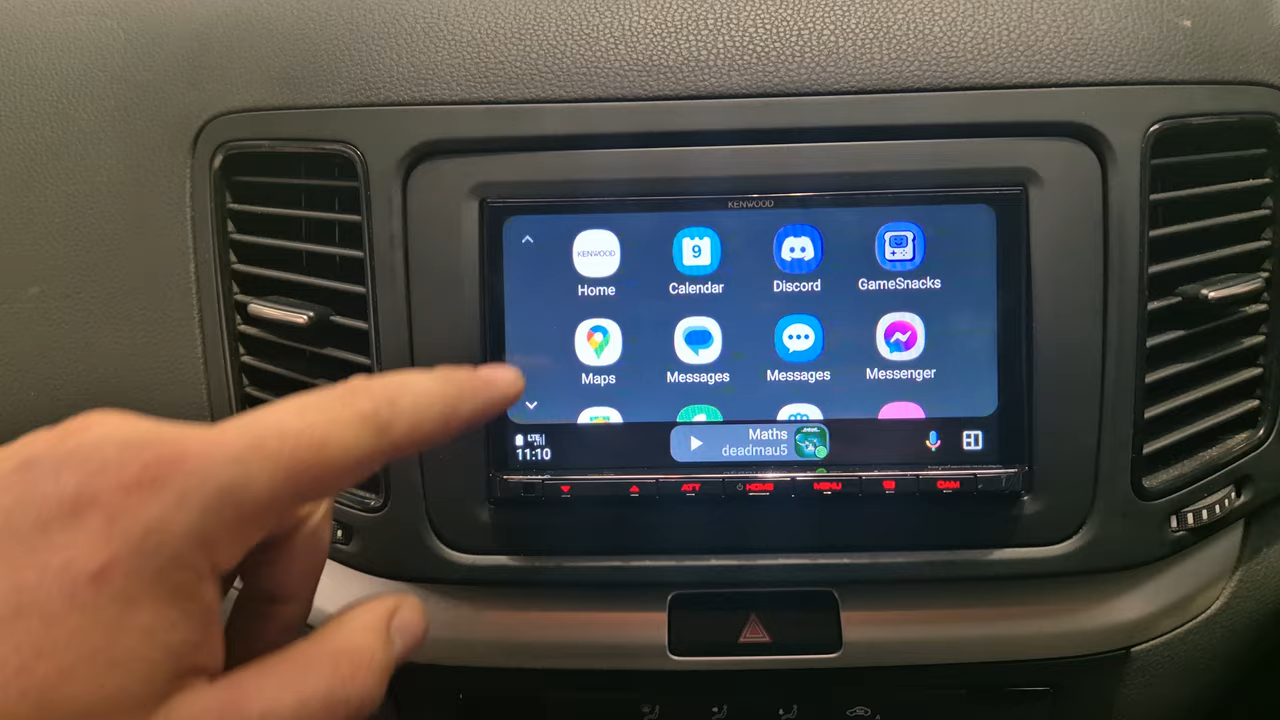 KENWOOD
KENWOOD
9
Home
Calendar
Discord
GameSnacks
Maps
Messages
Messages
Messenger
LTE
11:10
Maths
deadmau5
ATT
HOME
MENU
CAM